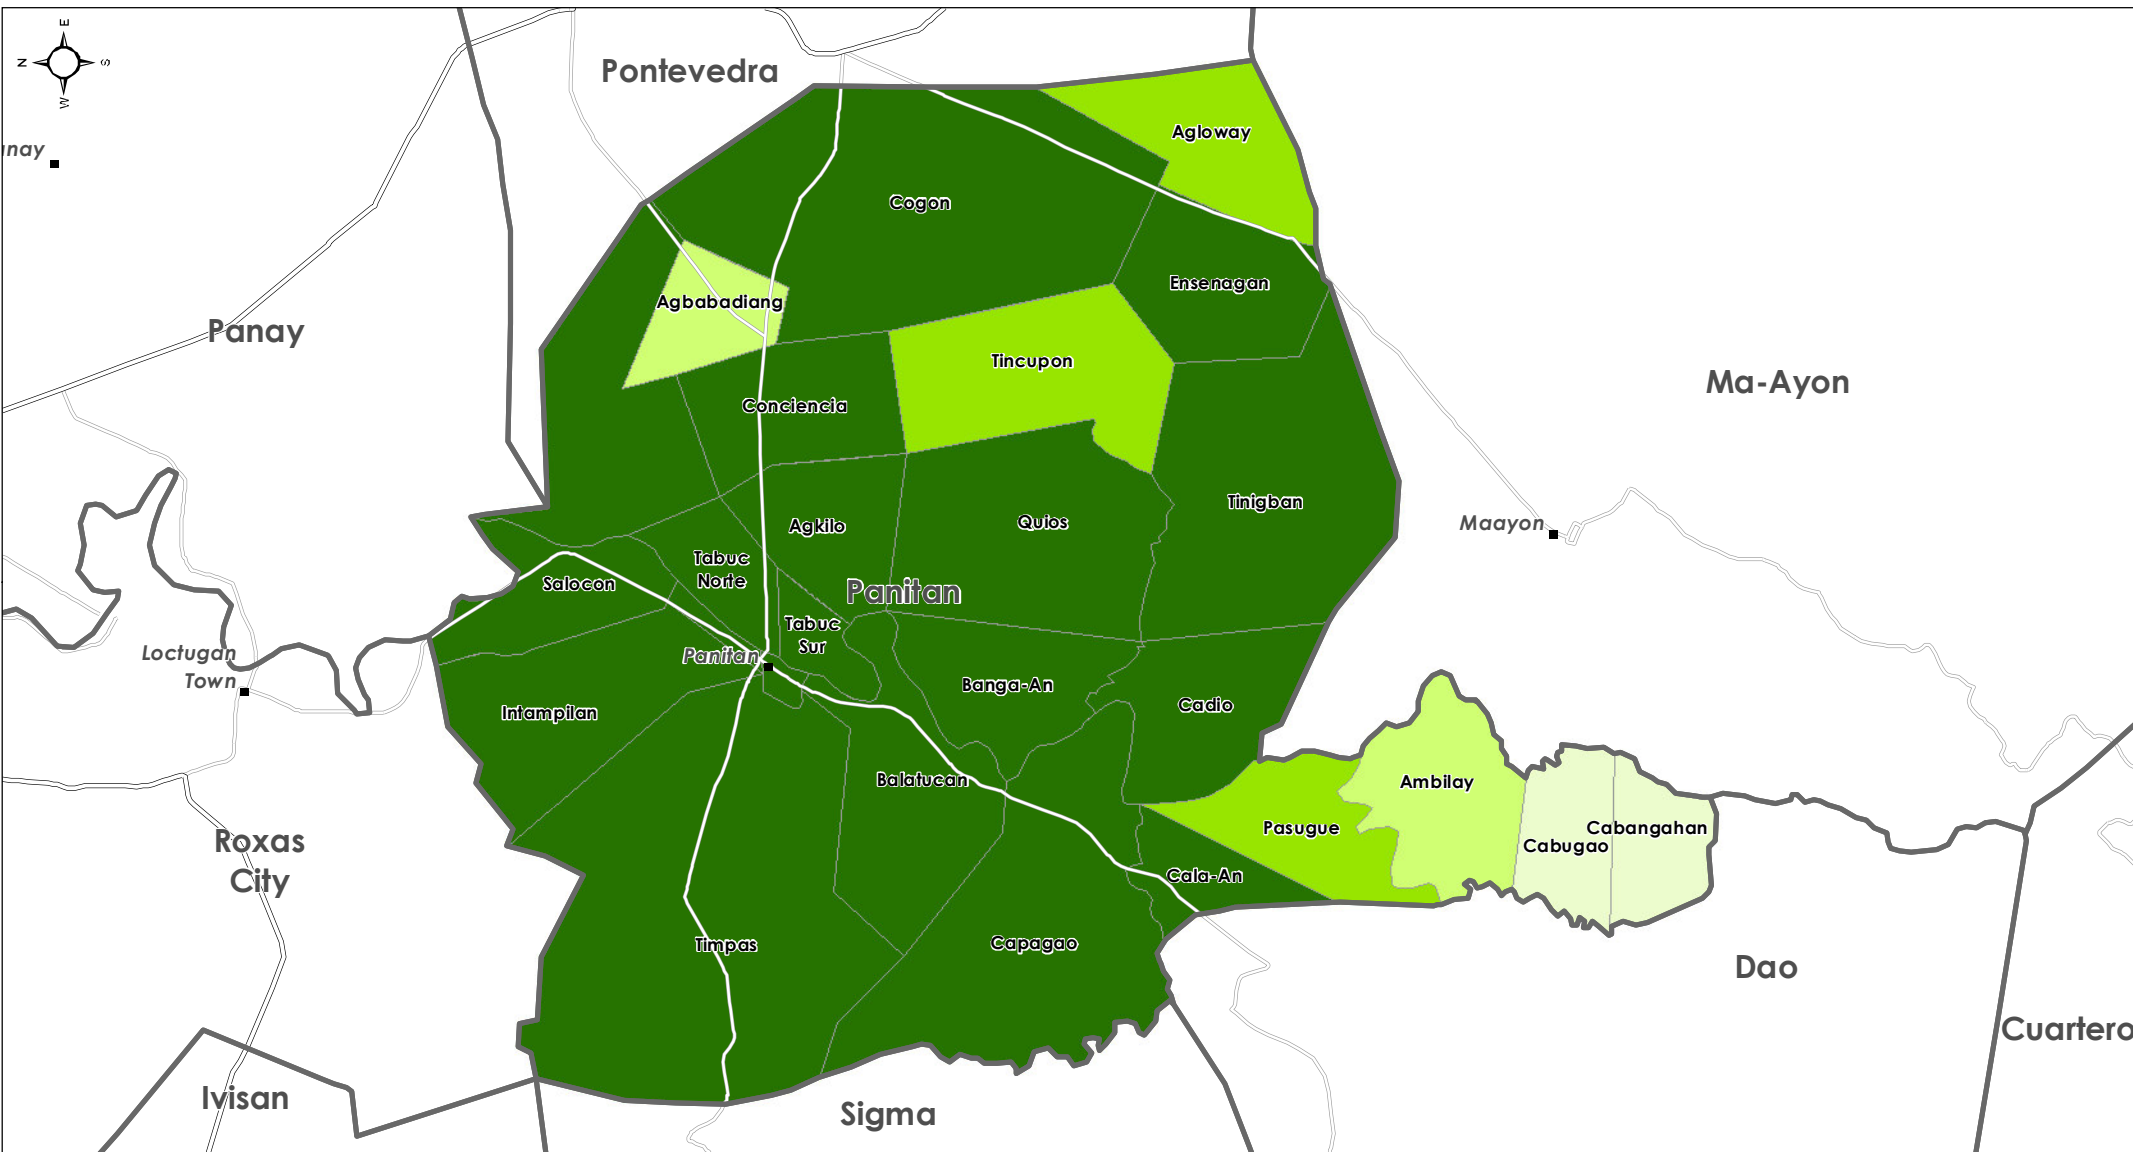 E
N
S
W
Pontevedra
Agloway
Cogon
Ensenagan
Agbabadiang
Panay
Tincupon
Ma-Ayon
Conciencia
Tinigban
Agkilo
Quios
Maayon
Tabuc
Norte
Salocon
Panitan
Tabuc
Sur
Loctugan
Town
Panitan
Banga-An
Cadio
Intampilan
Balatucan
Ambilay
Pasugue
Cabangahan
Cabugao
Roxas
City
Cala-An
Timpas
Capagao
Dao
Cuartero
Ivisan
Sigma